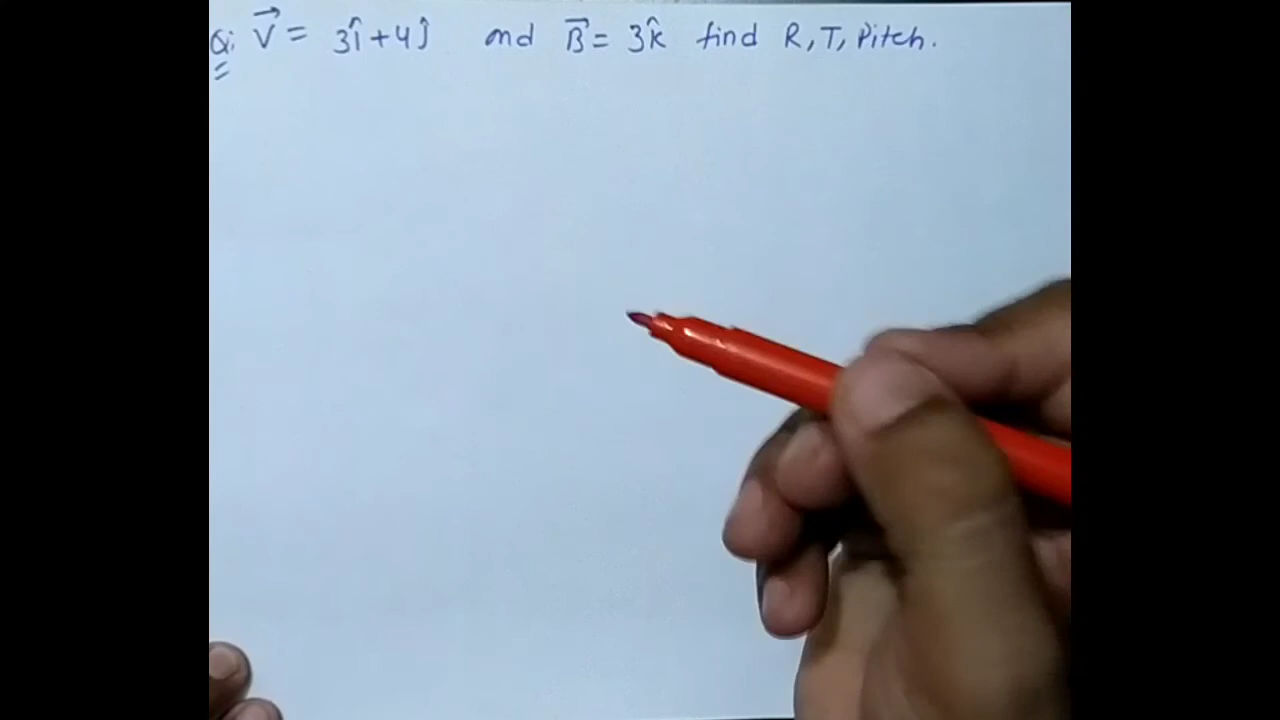 Q: V⃗ = 3î+4ĵ and B⃗ = 3k̂ find R, T, Pitch.